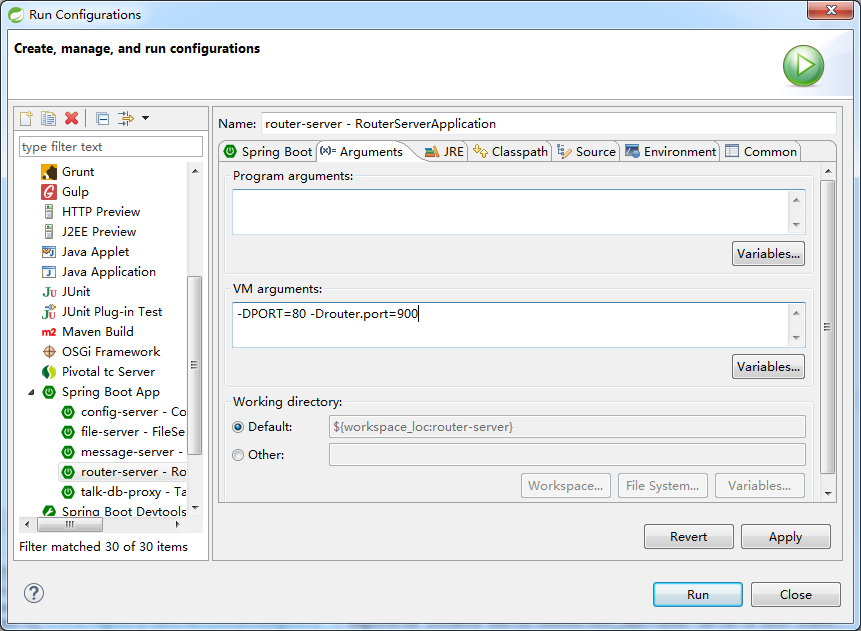 Run Configurations
Create, manage, and run configurations
type filter text
Grunt
Gulp
HTTP Preview
J2EE Preview
Java Applet
Java Application
JUnit
JUnit Plug-in Test
Maven Build
OSGi Framework
Pivotal tc Server
Spring Boot App
config-server - Co
file-server - FileSe
message-server -
router-server - Ro
talk-db-proxy - Ta
Spring Boot Devtools
Filter matched 30 of 30 items
Name: router-server - RouterServerApplication
Spring Boot (x)= Arguments JRE Classpath Source Environment Common
Program arguments:
Variables...
VM arguments:
-DPORT=80 -Drouter.port=900
Variables...
Working directory:
Default: ${workspace_loc:router-server}
Other:
Workspace... File System... Variables...
Revert Apply
Run Close